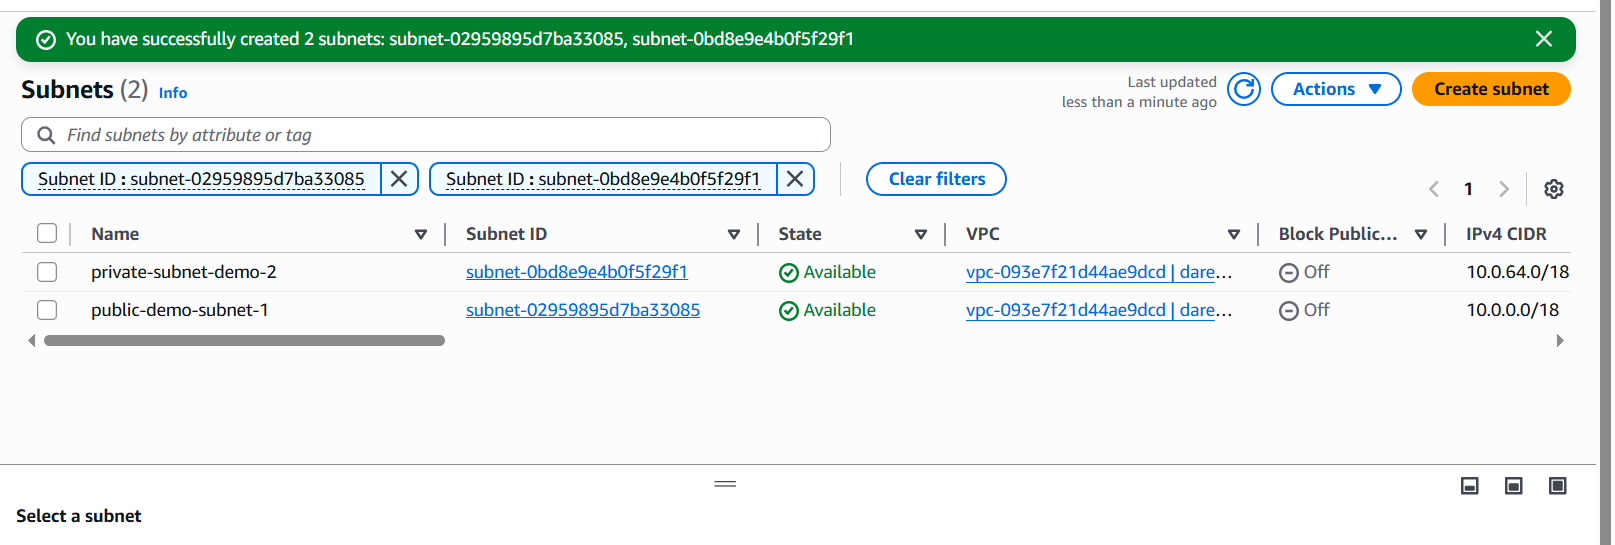 You have successfully created 2 subnets: subnet-02959895d7ba33085, subnet-0bd8e9e4b0f5f29f1
Subnets (2) Info
Last updated
less than a minute ago
Actions
Create subnet
Find subnets by attribute or tag
Subnet ID : subnet-02959895d7ba33085
Subnet ID : subnet-0bd8e9e4b0f5f29f1
Clear filters
1
Name Subnet ID State VPC Block Public... IPv4 CIDR
private-subnet-demo-2 subnet-0bd8e9e4b0f5f29f1 Available vpc-093e7f21d44ae9dcd | dare... Off 10.0.64.0/18
public-demo-subnet-1 subnet-02959895d7ba33085 Available vpc-093e7f21d44ae9dcd | dare... Off 10.0.0.0/18
Select a subnet